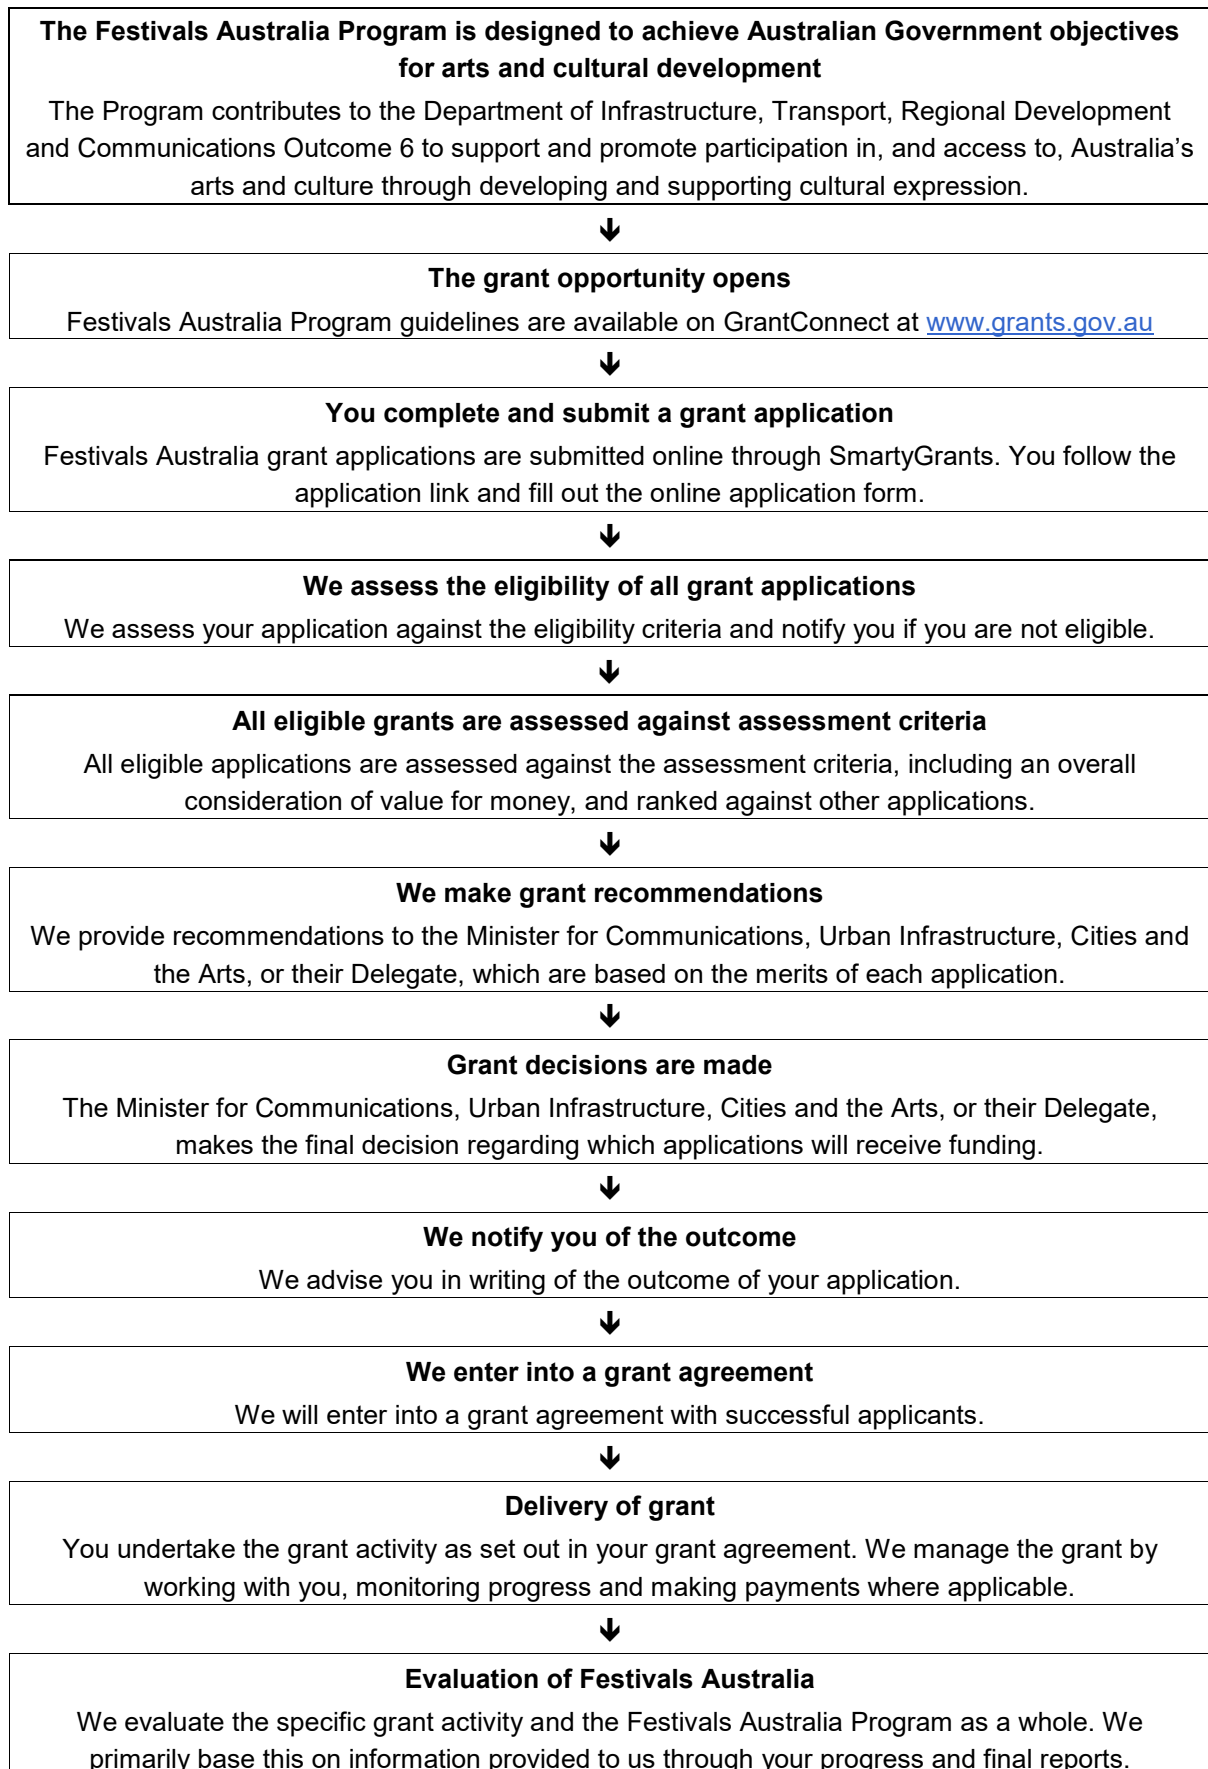 The Festivals Australia Program is designed to achieve Australian Government objectives
for arts and cultural development
The Program contributes to the Department of Infrastructure, Transport, Regional Development
and Communications Outcome 6 to support and promote participation in, and access to, Australia’s
arts and culture through developing and supporting cultural expression.
The grant opportunity opens
Festivals Australia Program guidelines are available on GrantConnect at www.grants.gov.au
You complete and submit a grant application
Festivals Australia grant applications are submitted online through SmartyGrants. You follow the
application link and fill out the online application form.
We assess the eligibility of all grant applications
We assess your application against the eligibility criteria and notify you if you are not eligible.
All eligible grants are assessed against assessment criteria
All eligible applications are assessed against the assessment criteria, including an overall
consideration of value for money, and ranked against other applications.
We make grant recommendations
We provide recommendations to the Minister for Communications, Urban Infrastructure, Cities and
the Arts, or their Delegate, which are based on the merits of each application.
Grant decisions are made
The Minister for Communications, Urban Infrastructure, Cities and the Arts, or their Delegate,
makes the final decision regarding which applications will receive funding.
We notify you of the outcome
We advise you in writing of the outcome of your application.
We enter into a grant agreement
We will enter into a grant agreement with successful applicants.
Delivery of grant
You undertake the grant activity as set out in your grant agreement. We manage the grant by
working with you, monitoring progress and making payments where applicable.
Evaluation of Festivals Australia
We evaluate the specific grant activity and the Festivals Australia Program as a whole. We
primarily base this on information provided to us through your progress and final reports.